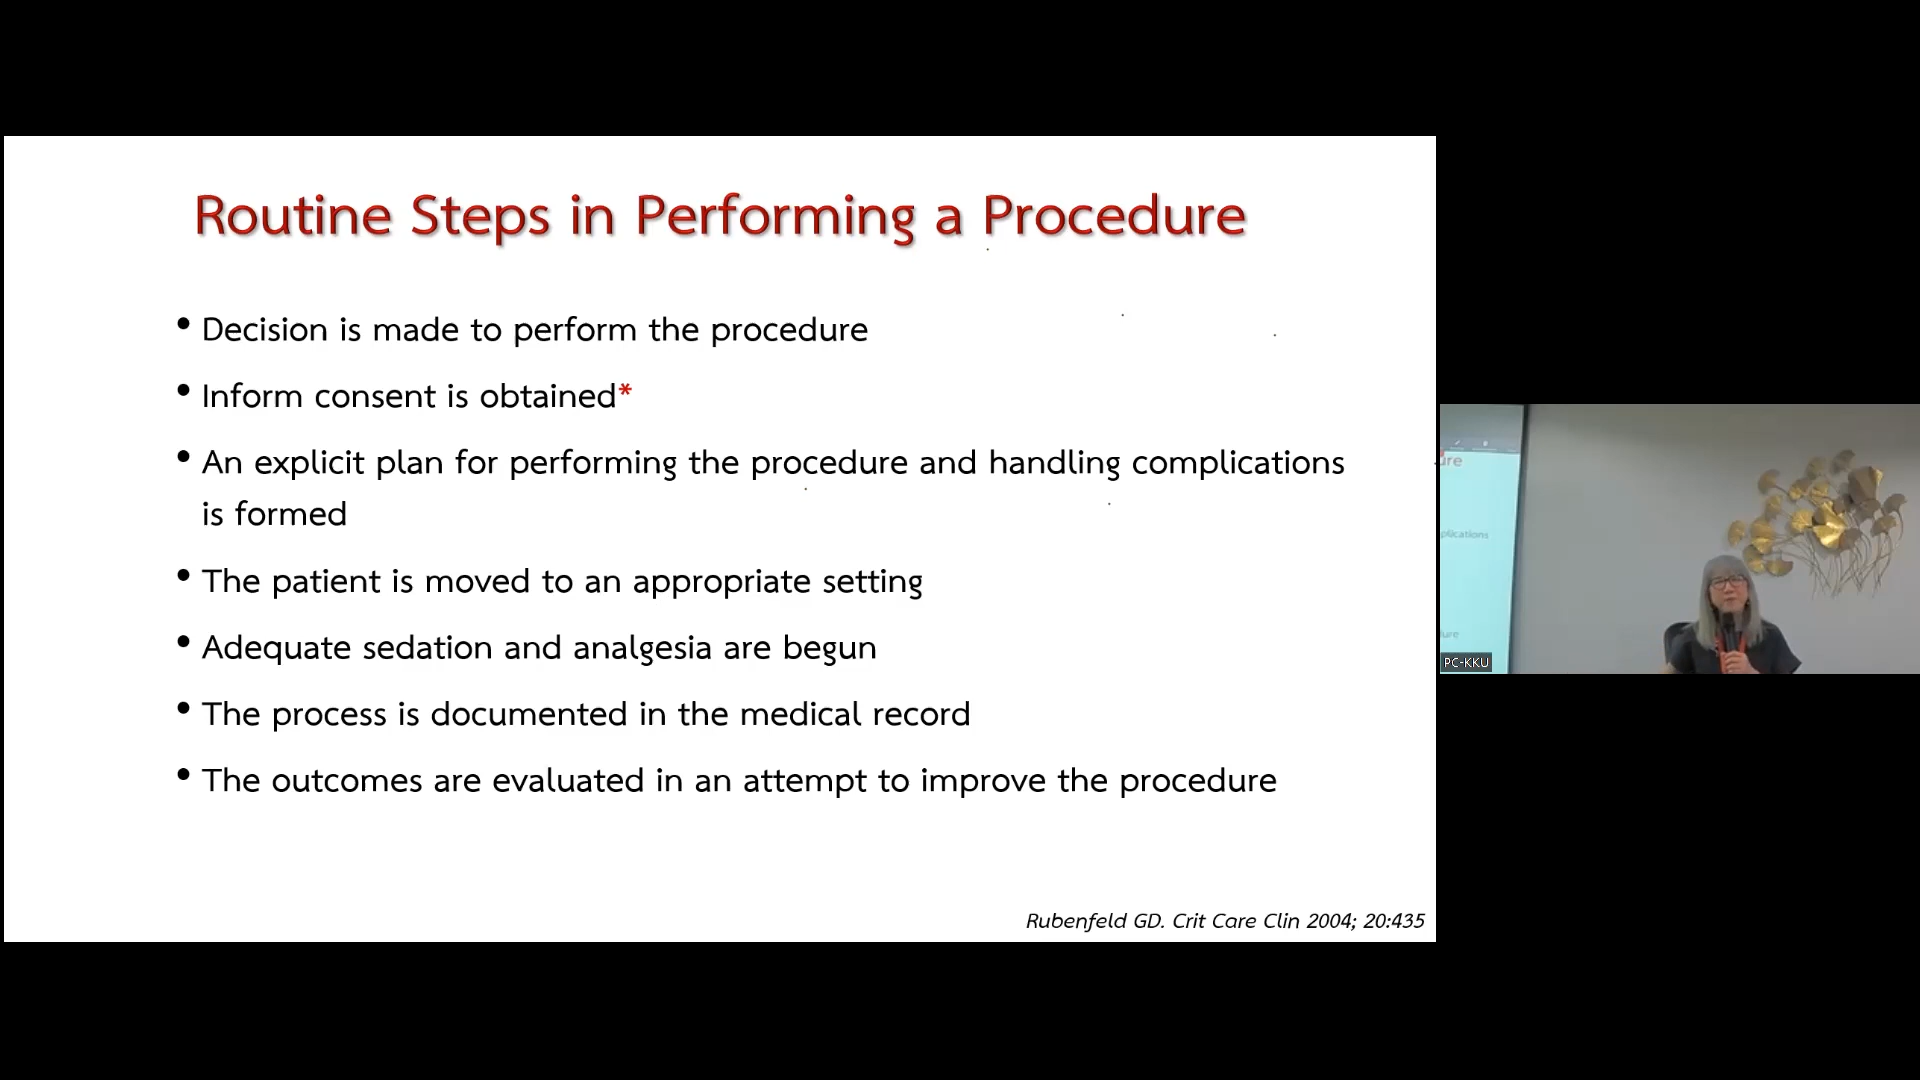 Routine Steps in Performing a Procedure
• Decision is made to perform the procedure
• Inform consent is obtained*
• An explicit plan for performing the procedure and handling complications
is formed
• The patient is moved to an appropriate setting
• Adequate sedation and analgesia are begun
• The process is documented in the medical record
• The outcomes are evaluated in an attempt to improve the procedure
Rubenfeld GD. Crit Care Clin 2004; 20:435
ure
plications
dure
PC-KKU